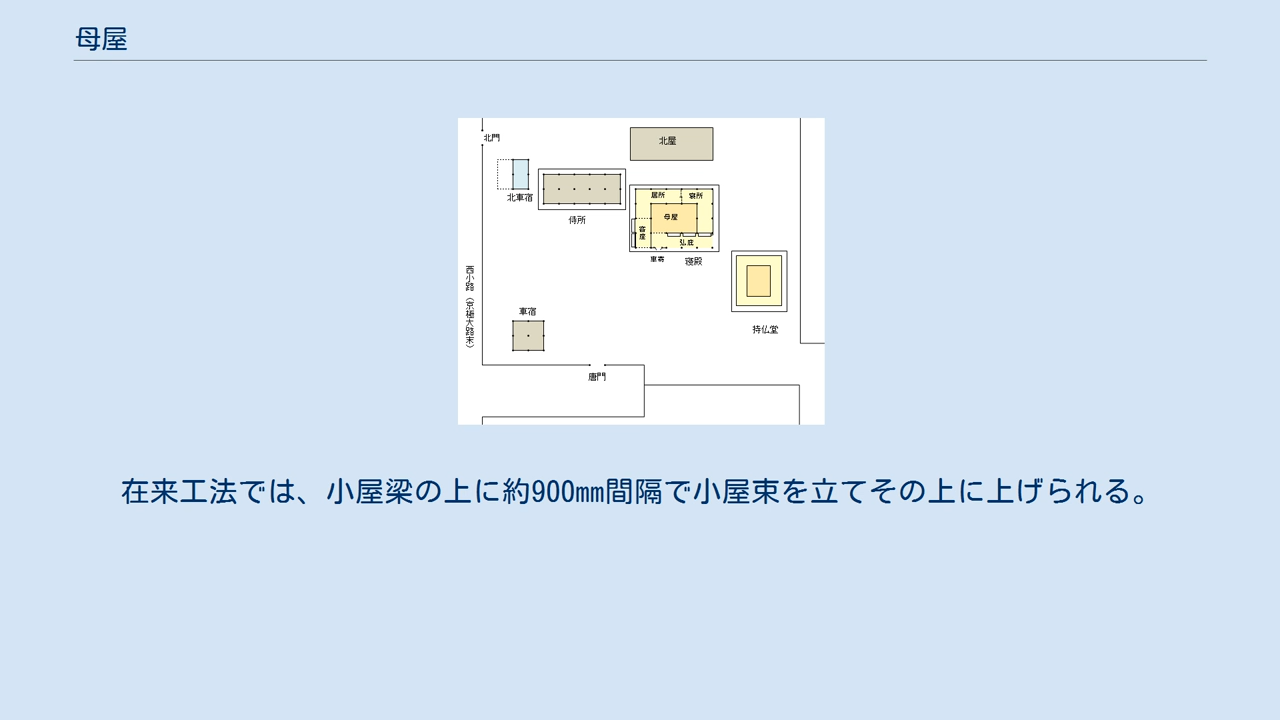 母屋
北門
北屋
北車宿
侍所
居所
寝所
母屋
弘庇
車寄
寝殿
西小路（京極大路末）
車宿
持仏堂
唐門
在来工法では、小屋梁の上に約900mm間隔で小屋束を立てその上に上げられる。